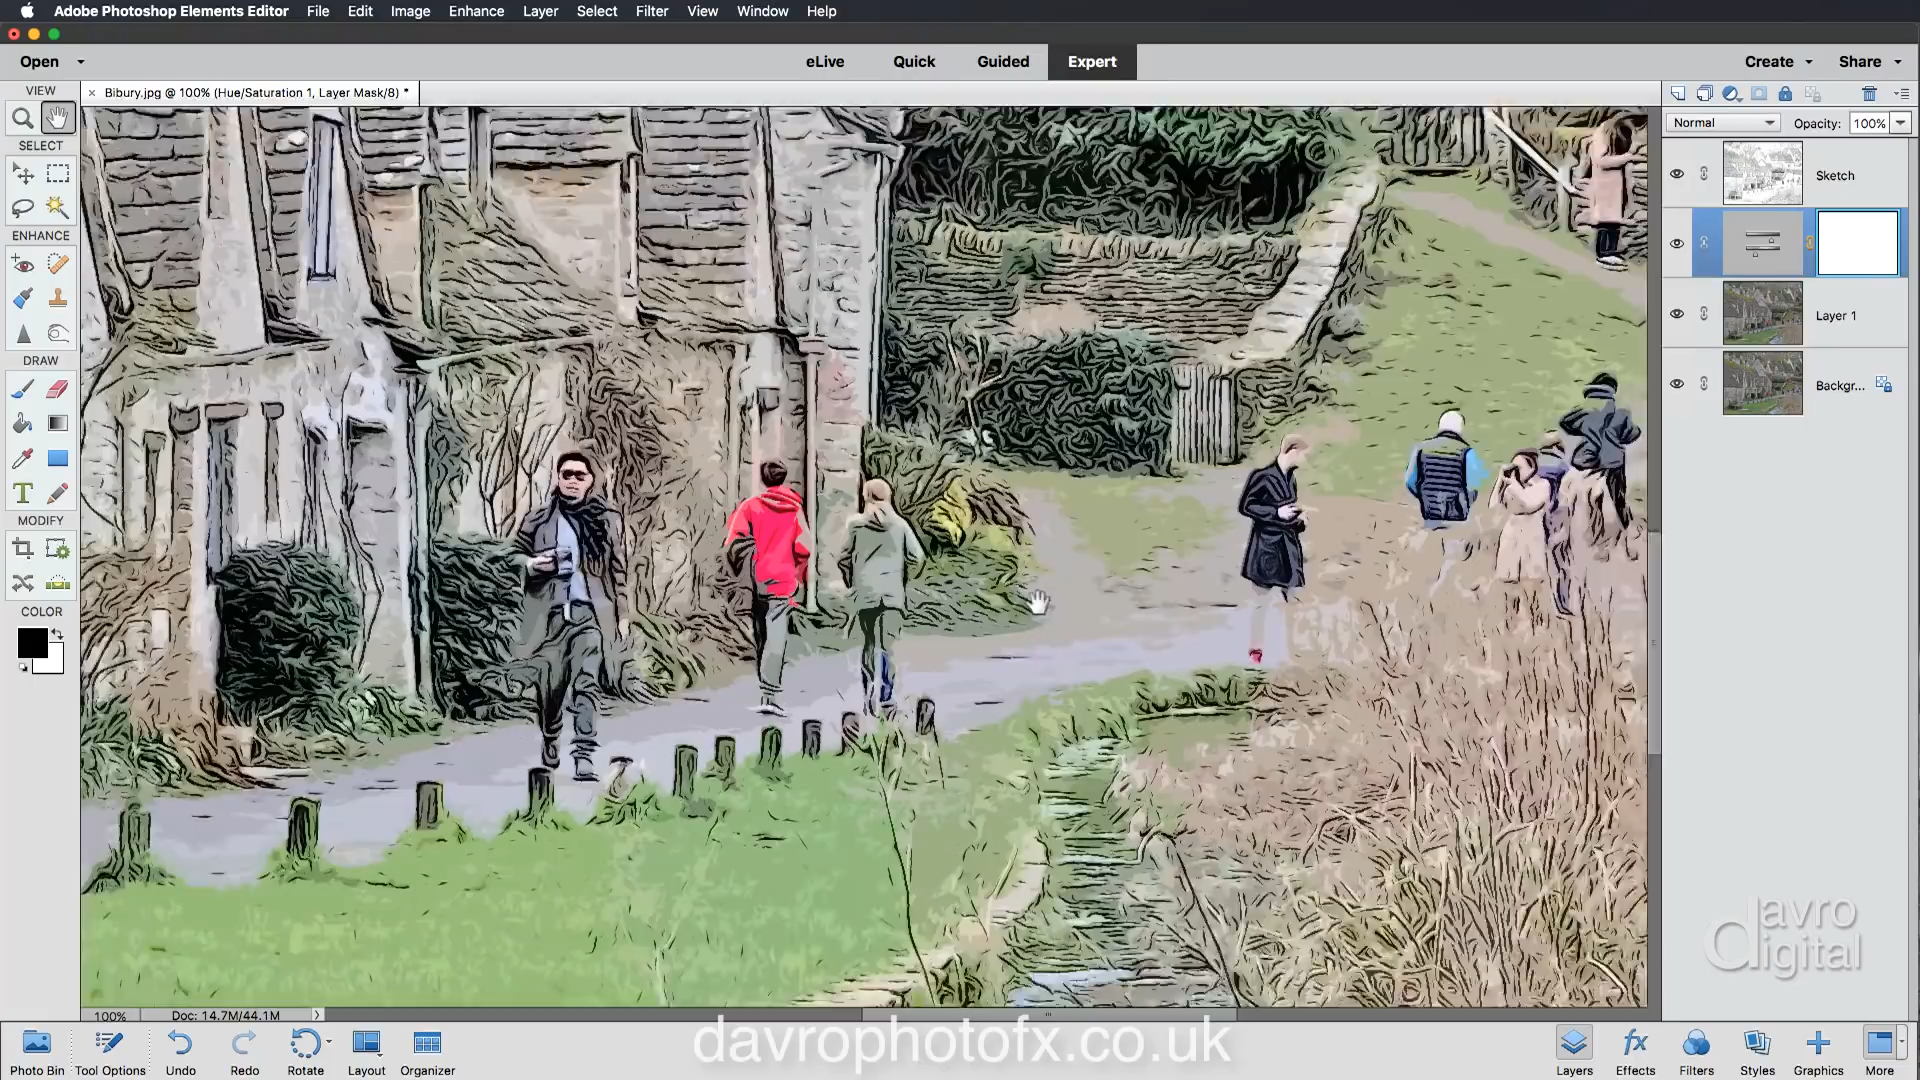 Adobe Photoshop Elements Editor File Edit Image Enhance Layer Select Filter View Window Help
Open eLive Quick Guided Expert Create Share
VIEW
× Bibury.jpg @ 100% (Hue/Saturation 1, Layer Mask/8) *
Normal Opacity: 100%
SELECT
Sketch
ENHANCE
Layer 1
DRAW
Backgr...
T
MODIFY
COLOR
davro
digital
100% Doc: 14.7M/44.1M
davrophotofx.co.uk
fx
Photo Bin Tool Options Undo Redo Rotate Layout Organizer Layers Effects Filters Styles Graphics More